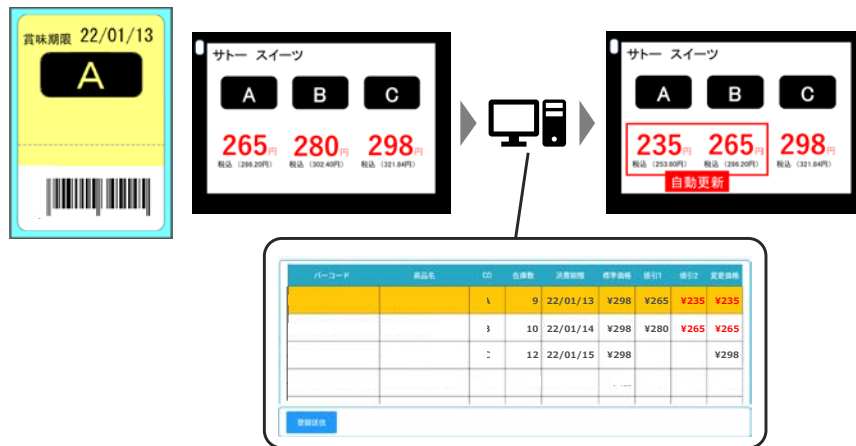 賞味期限 22/01/13
A
サトー スイーツ
A B C
265円 280円 298円
税込 (286.20円) 税込 (302.40円) 税込 (321.84円)
サトー スイーツ
A B C
235円 265円 298円
税込 (253.80円) 税込 (286.20円) 税込 (321.84円)
自動更新
バーコード 商品名 CD 在庫数 消費期限 標準価格 値引1 値引2 変更価格
9 22/01/13 ¥298 ¥265 ¥235 ¥235
10 22/01/14 ¥298 ¥280 ¥265 ¥265
12 22/01/15 ¥298 ¥298
登録送信